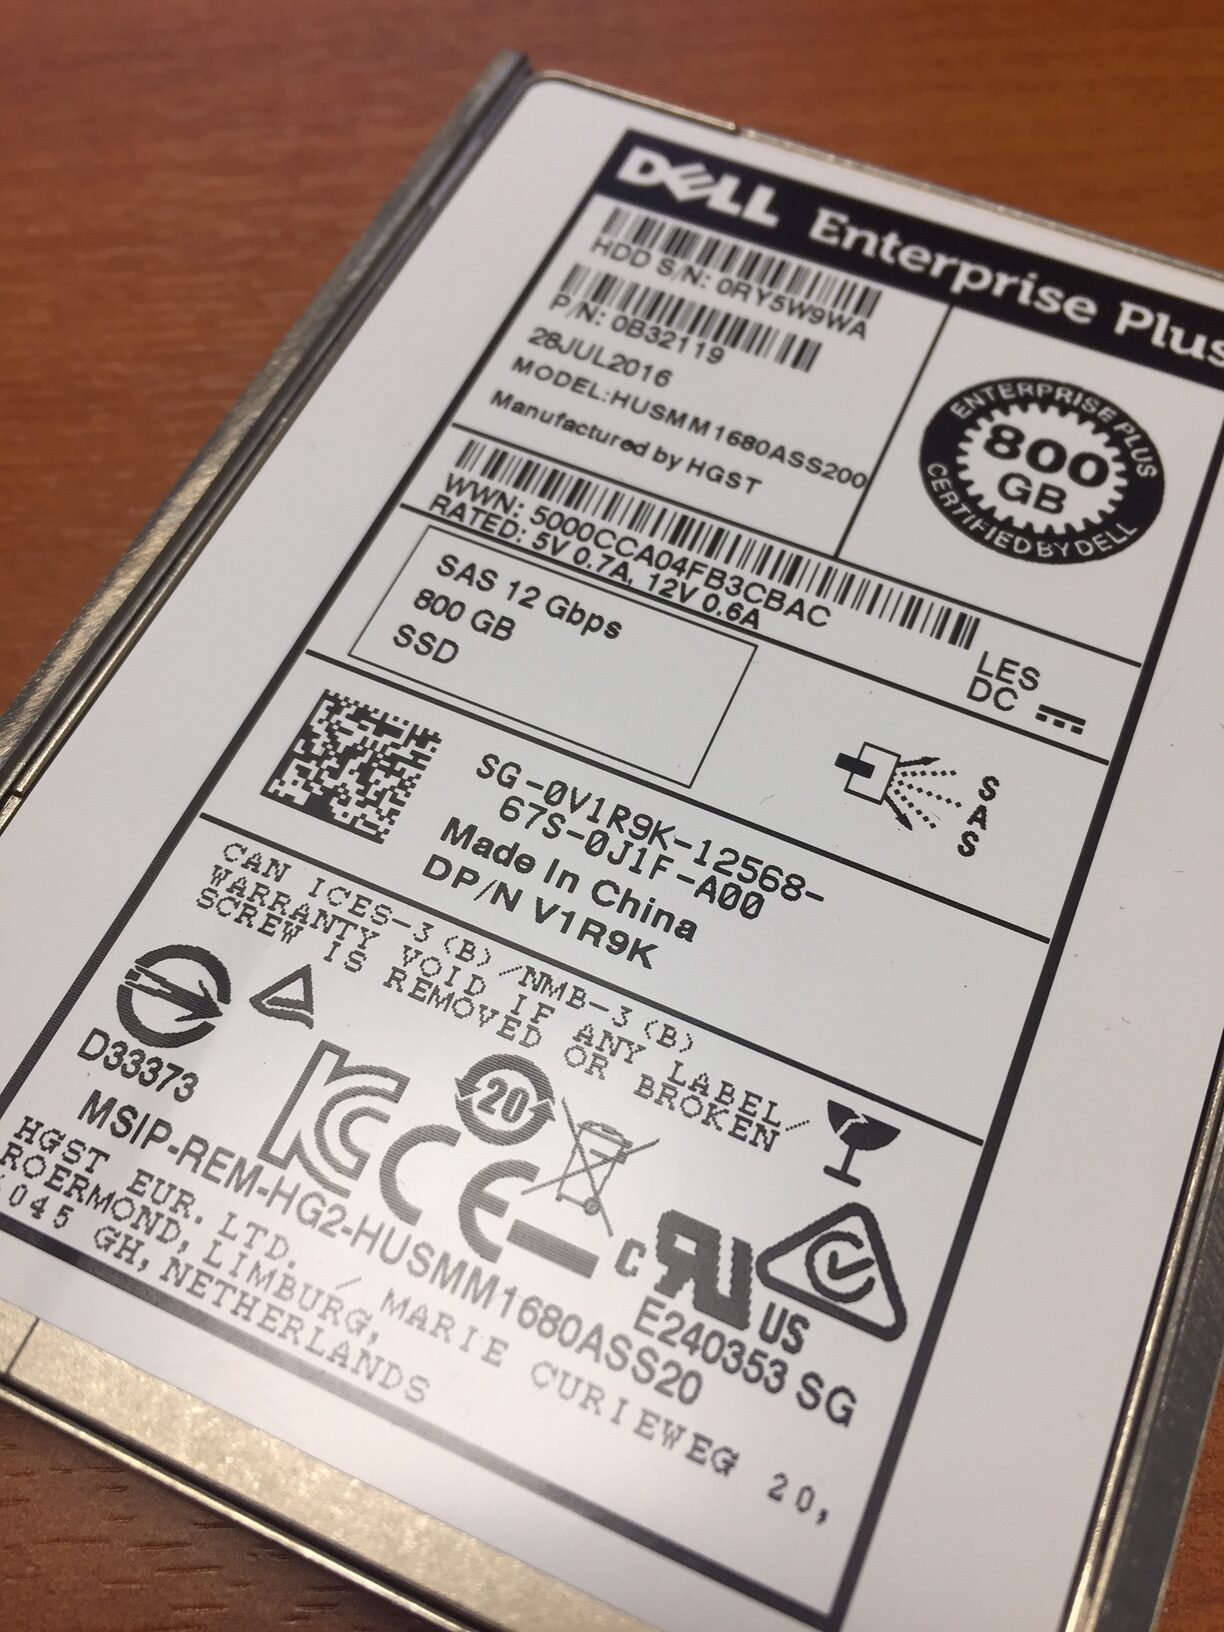 DELL Enterprise Plus
HDD S/N: 0RY5W9WA
P/N: 0B32119
28JUL2016
MODEL:HUSMM1680ASS200
Manufactured by HGST
ENTERPRISE PLUS
800
GB
CERTIFIED BY DELL
WWN: 5000CCA04FB3CBAC
RATED: 5V 0.7A, 12V 0.6A
LES
DC
SAS 12 Gbps
800 GB
SSD
SAS
SG-0V1R9K-12568-
67S-0J1F-A00
Made In China
DP/N V1R9K
CAN ICES-3(B)/NMB-3(B)
WARRANTY VOID IF ANY LABEL/
SCREW IS REMOVED OR BROKEN
D33373
20
CE
C
US
E240353 SG
MSIP-REM-HG2-HUSMM1680ASS20
HGST EUR. LTD. / MARIE CURIEWEG 20,
ROERMOND, LIMBURG,
045 GH, NETHERLANDS